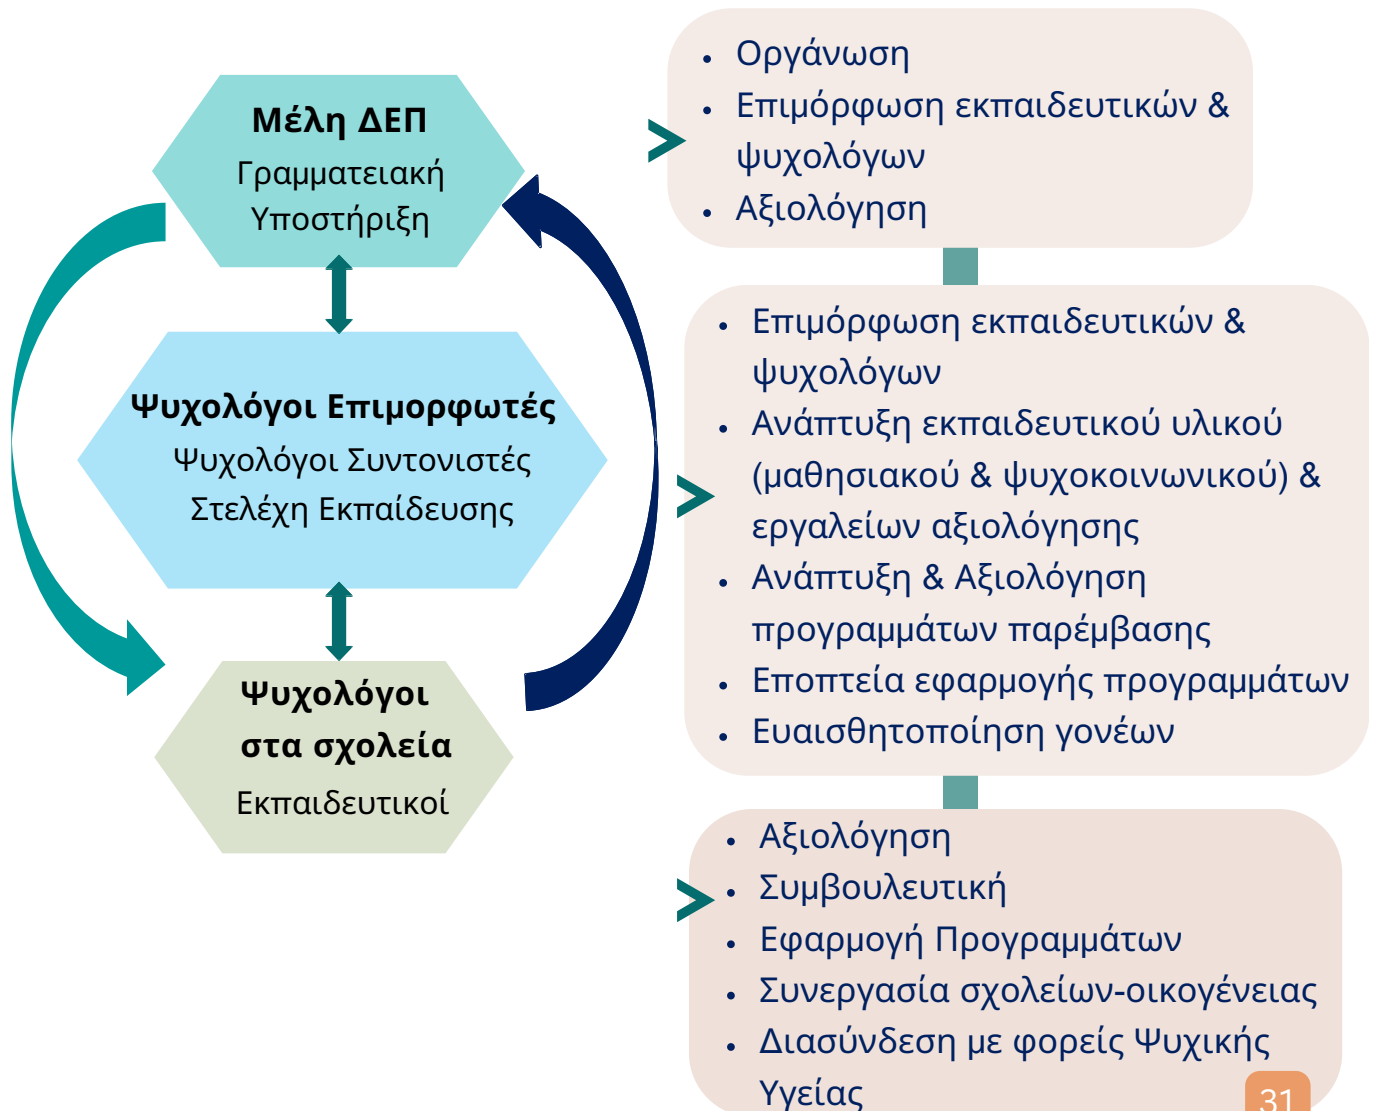 Μέλη ΔΕΠ
Γραμματειακή
Υποστήριξη
Ψυχολόγοι Επιμορφωτές
Ψυχολόγοι Συντονιστές
Στελέχη Εκπαίδευσης
Ψυχολόγοι
στα σχολεία
Εκπαιδευτικοί
• Οργάνωση
• Επιμόρφωση εκπαιδευτικών &
ψυχολόγων
• Αξιολόγηση
• Επιμόρφωση εκπαιδευτικών &
ψυχολόγων
• Ανάπτυξη εκπαιδευτικού υλικού
(μαθησιακού & ψυχοκοινωνικού) &
εργαλείων αξιολόγησης
• Ανάπτυξη & Αξιολόγηση
προγραμμάτων παρέμβασης
• Εποπτεία εφαρμογής προγραμμάτων
• Ευαισθητοποίηση γονέων
• Αξιολόγηση
• Συμβουλευτική
• Εφαρμογή Προγραμμάτων
• Συνεργασία σχολείων-οικογένειας
• Διασύνδεση με φορείς Ψυχικής
Υγείας
31